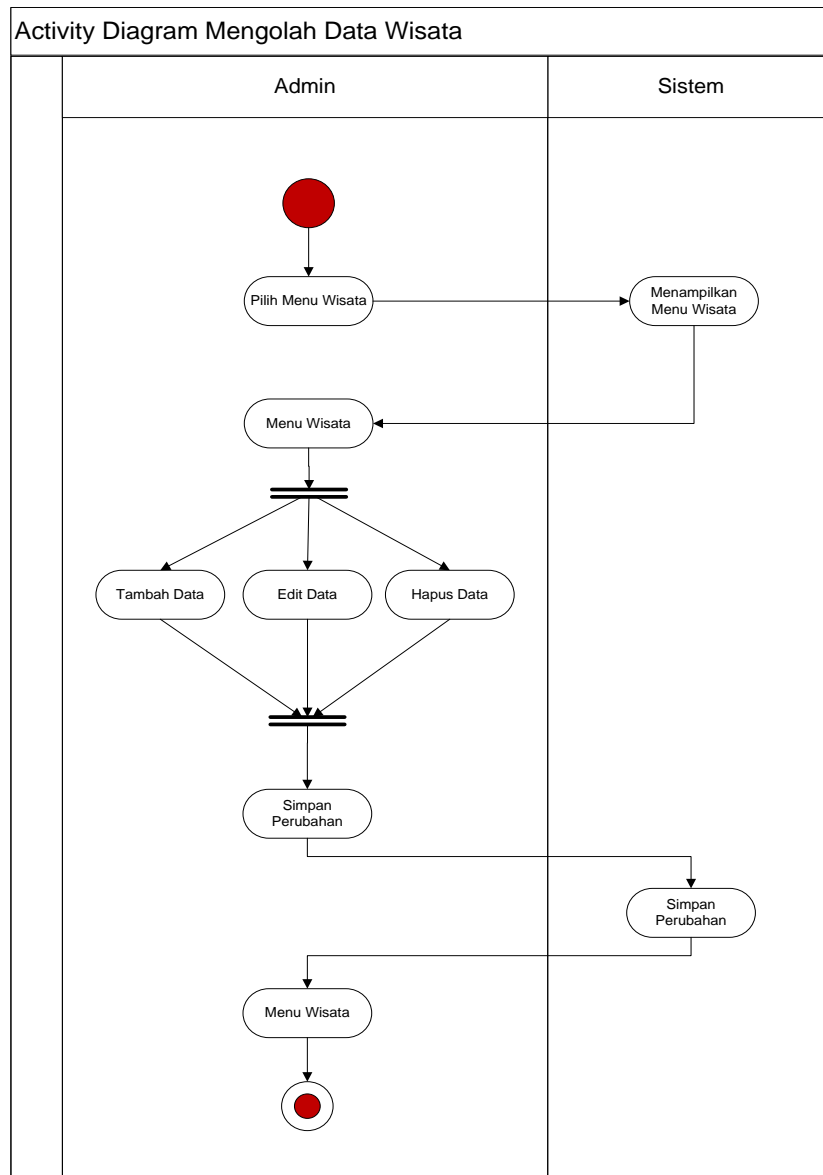 Activity Diagram Mengolah Data Wisata
Admin
Sistem
Pilih Menu Wisata
Menampilkan
Menu Wisata
Menu Wisata
Tambah Data
Edit Data
Hapus Data
Simpan
Perubahan
Simpan
Perubahan
Menu Wisata